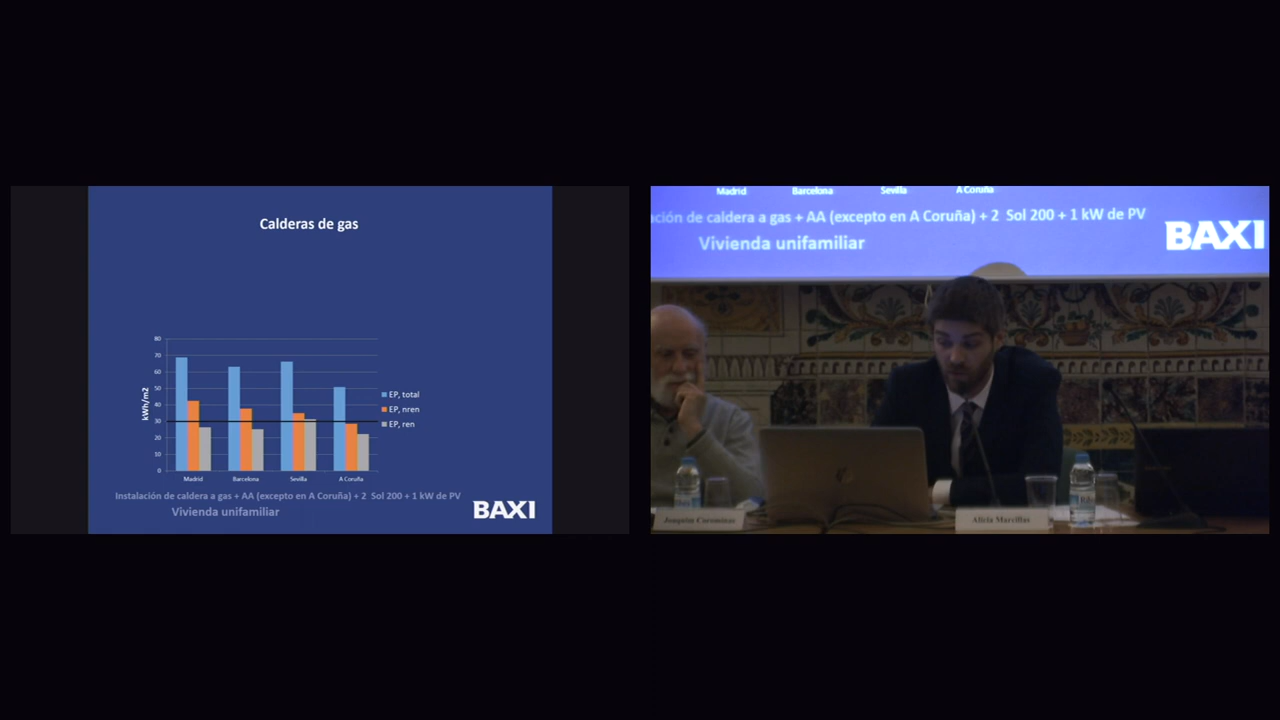 Calderas de gas
80
70
60
50
40
30
20
10
0
kWh/m2
EP, total
EP, nren
EP, ren
Madrid
Barcelona
Sevilla
A Coruña
Instalación de caldera a gas + AA (excepto en A Coruña) + 2 Sol 200 + 1 kW de PV
Vivienda unifamiliar
BAXI
Madrid
Barcelona
Sevilla
A Coruña
ación de caldera a gas + AA (excepto en A Coruña) + 2 Sol 200 + 1 kW de PV
Vivienda unifamiliar
BAXI
Joaquim Corominas
Alicia Marcillas